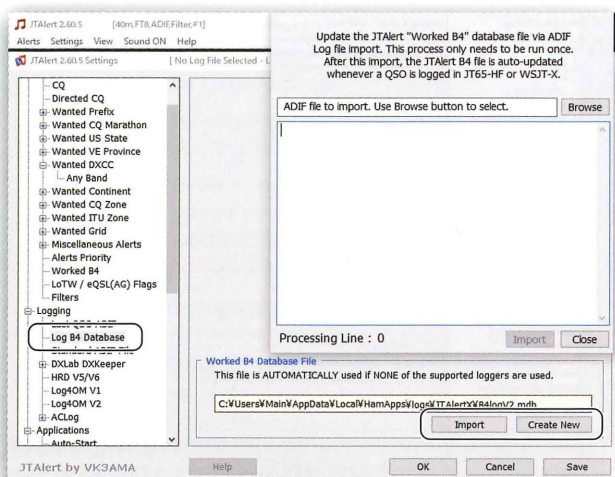 JTAlert 2.60.5 [40m,FT8,ADIF,Filter,#1]
Alerts Settings View Sound ON Help
JTAlert 2.60.5 Settings [ No Log File Selected - L
CQ
Directed CQ
Wanted Prefix
Wanted CQ Marathon
Wanted US State
Wanted VE Province
Wanted DXCC
Any Band
Wanted Continent
Wanted CQ Zone
Wanted ITU Zone
Wanted Grid
Miscellaneous Alerts
Alerts Priority
Worked B4
LoTW / eQSL(AG) Flags
Filters
Logging
Last QSO ADIF
Log B4 Database
Standard ADIF File
DXLab DXKeeper
HRD V5/V6
Log4OM V1
Log4OM V2
ACLog
Applications
Auto-Start
Update the JTAlert "Worked B4" database file via ADIF
Log file import. This process only needs to be run once.
After this import, the JTAlert B4 file is auto-updated
whenever a QSO is logged in JT65-HF or WSJT-X.
ADIF file to import. Use Browse button to select. Browse
Processing Line : 0 Import Close
Worked B4 Database File
This file is AUTOMATICALLY used if NONE of the supported loggers are used.
C:¥Users¥Main¥AppData¥Local¥HamApps¥logs¥JTAlertX¥B4logV2.mdb
Import Create New
JTAlert by VK3AMA Help OK Cancel Save